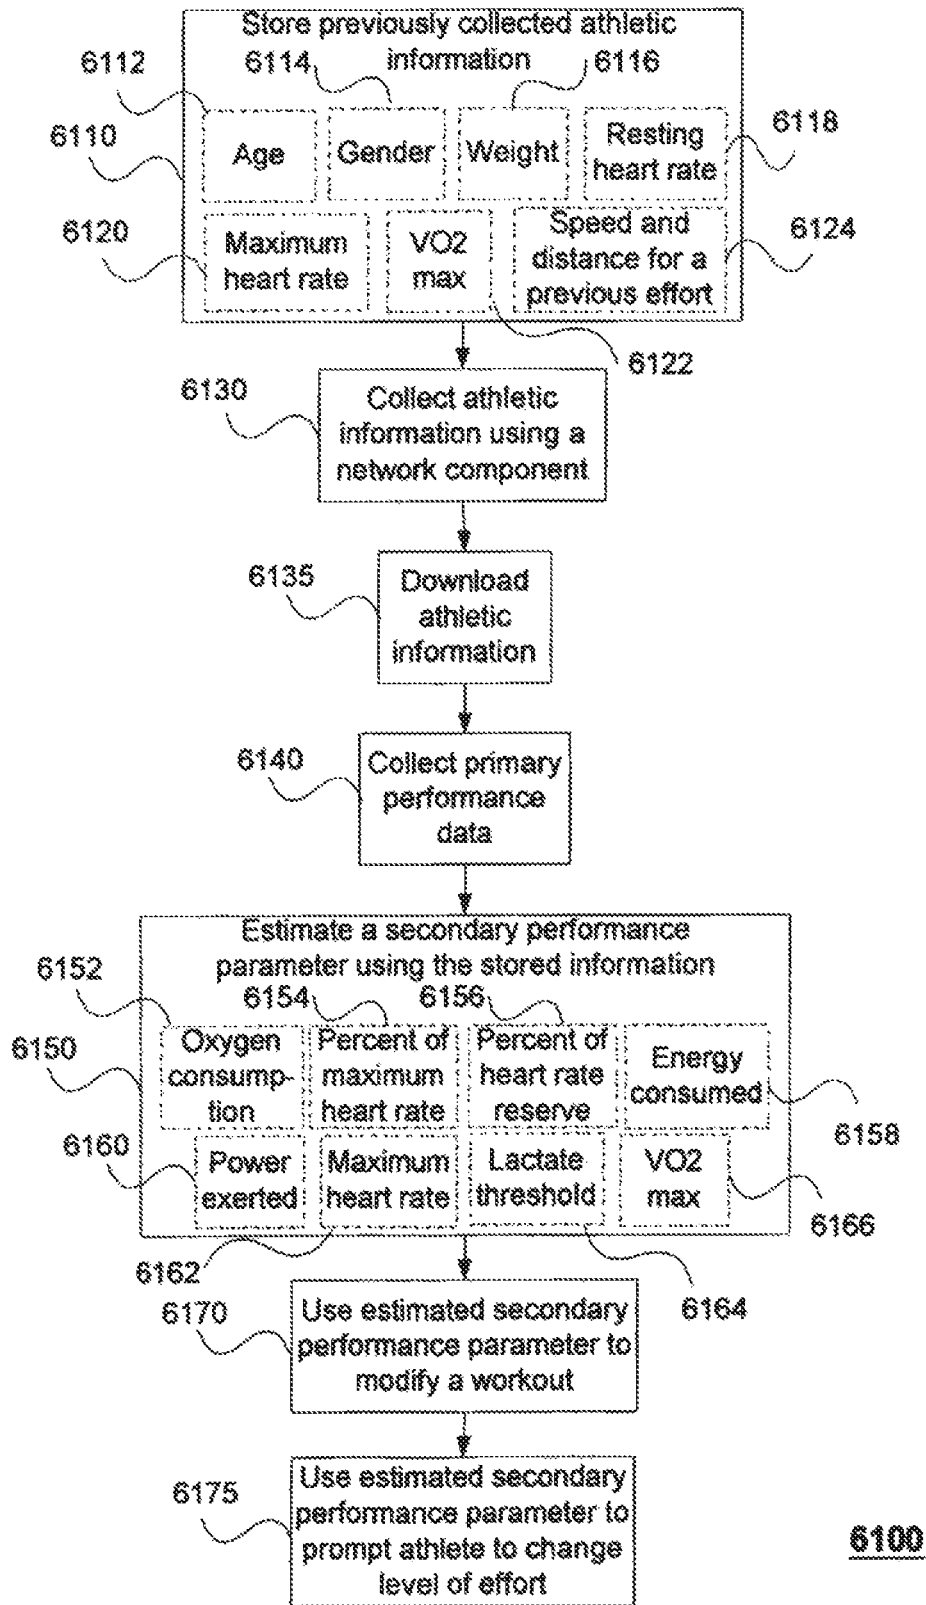 Store previously collected athletic
information
6112
6114
6116
6110
Age
Gender
Weight
Resting
heart rate
6118
6120
Maximum
heart rate
VO2
max
Speed and
distance for a
previous effort
6124
6122
6130
Collect athletic
information using a
network component
6135
Download
athletic
information
6140
Collect primary
performance
data
Estimate a secondary performance
parameter using the stored information
6152
6154
6156
6150
Oxygen
consump-
tion
Percent of
maximum
heart rate
Percent of
heart rate
reserve
Energy
consumed
6158
6160
Power
exerted
Maximum
heart rate
Lactate
threshold
VO2
max
6166
6162
6164
6170
Use estimated secondary
performance parameter to
modify a workout
6175
Use estimated secondary
performance parameter to
prompt athlete to change
level of effort
6100